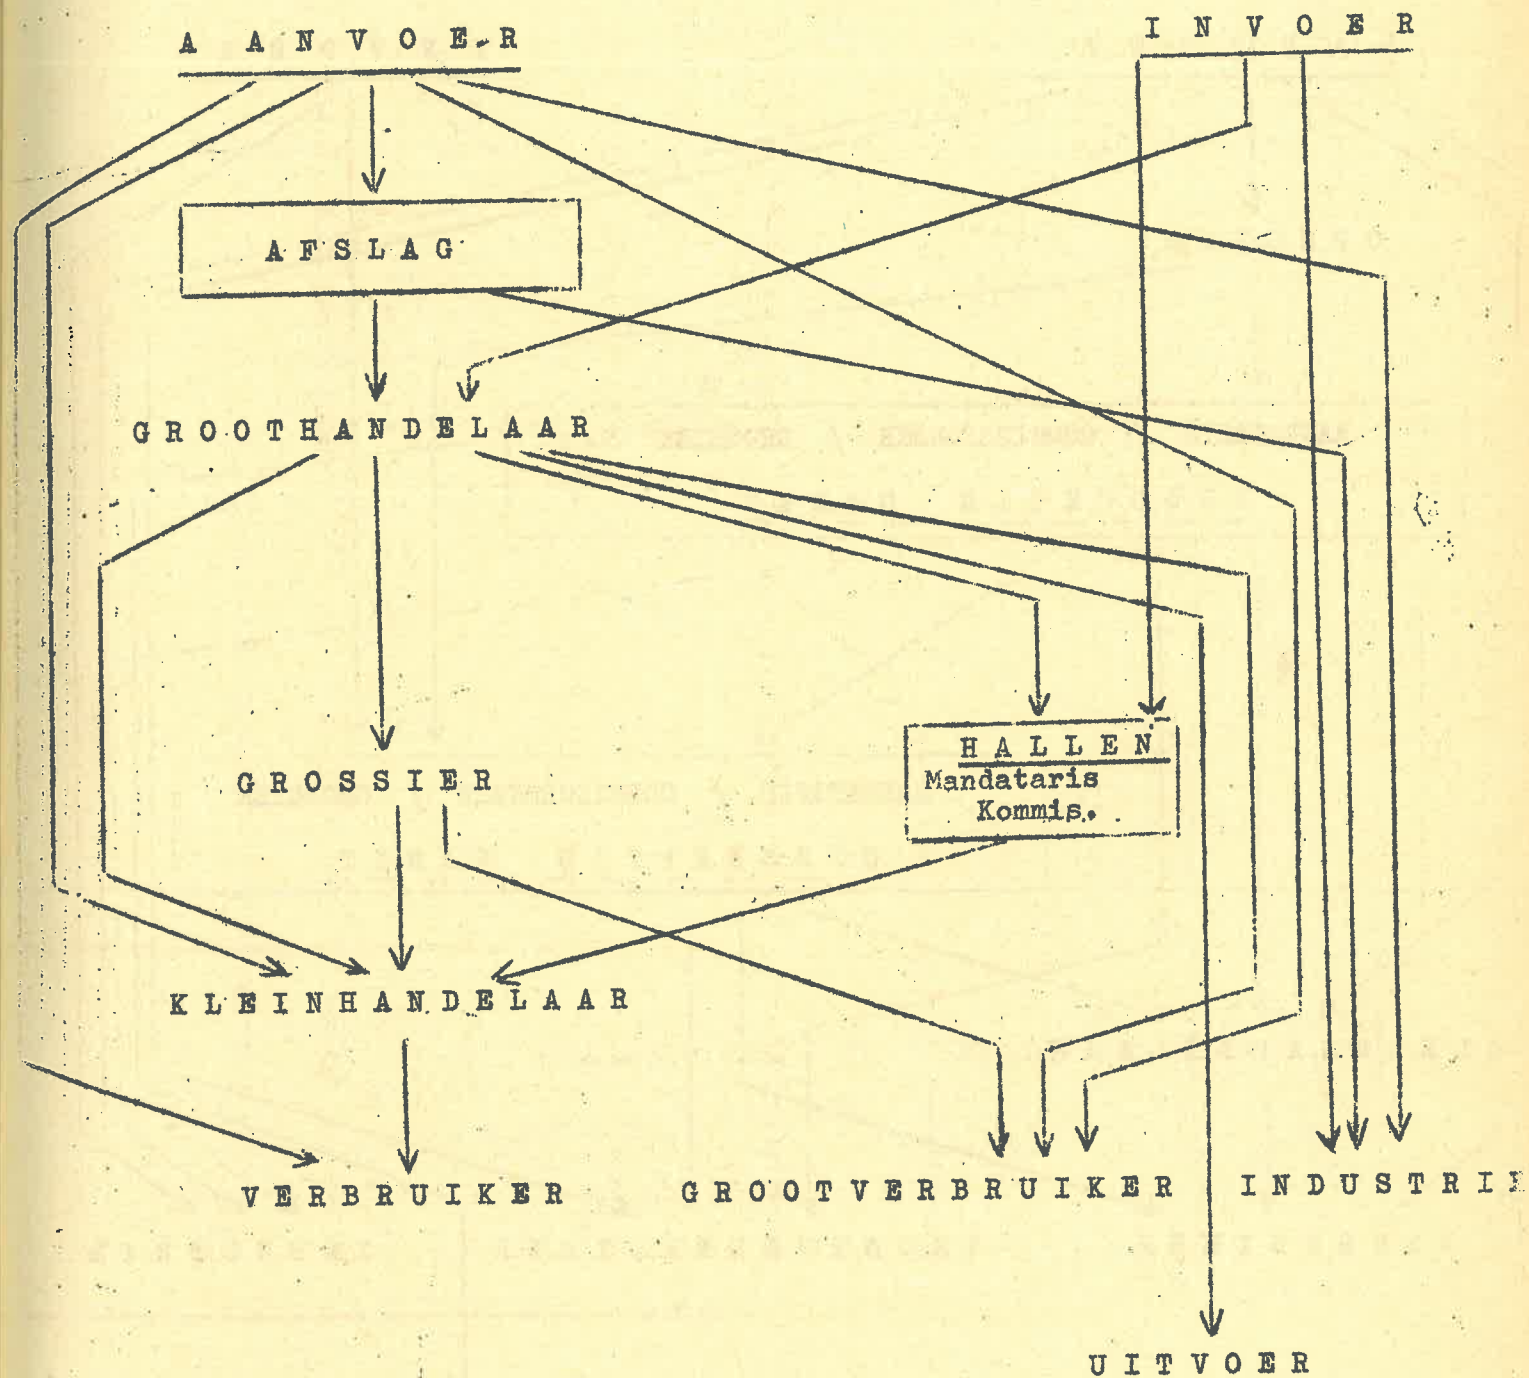 AANVOER
INVOER
AFSLAG
GROOTHANDELAAR
HALLEN
Mandataris
Kommis.
GROSSIER
KLEINHANDELAAR
VERBRUIKER GROOTVERBRUIKER INDUSTRIE
UITVOER